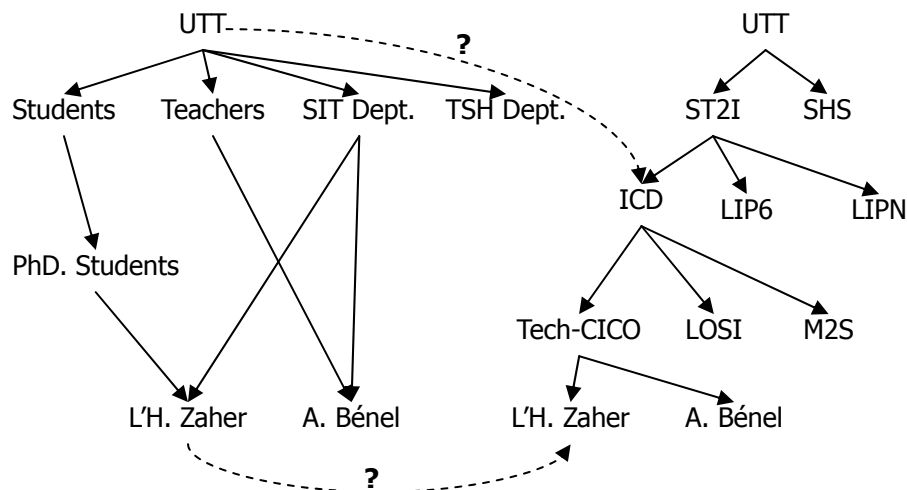 UTT
UTT
?
Students
Teachers
SIT Dept.
TSH Dept.
ST2I
SHS
ICD
LIP6
LIPN
PhD. Students
Tech-CICO
LOSI
M2S
L'H. Zaher
A. Bénel
L'H. Zaher
A. Bénel
?